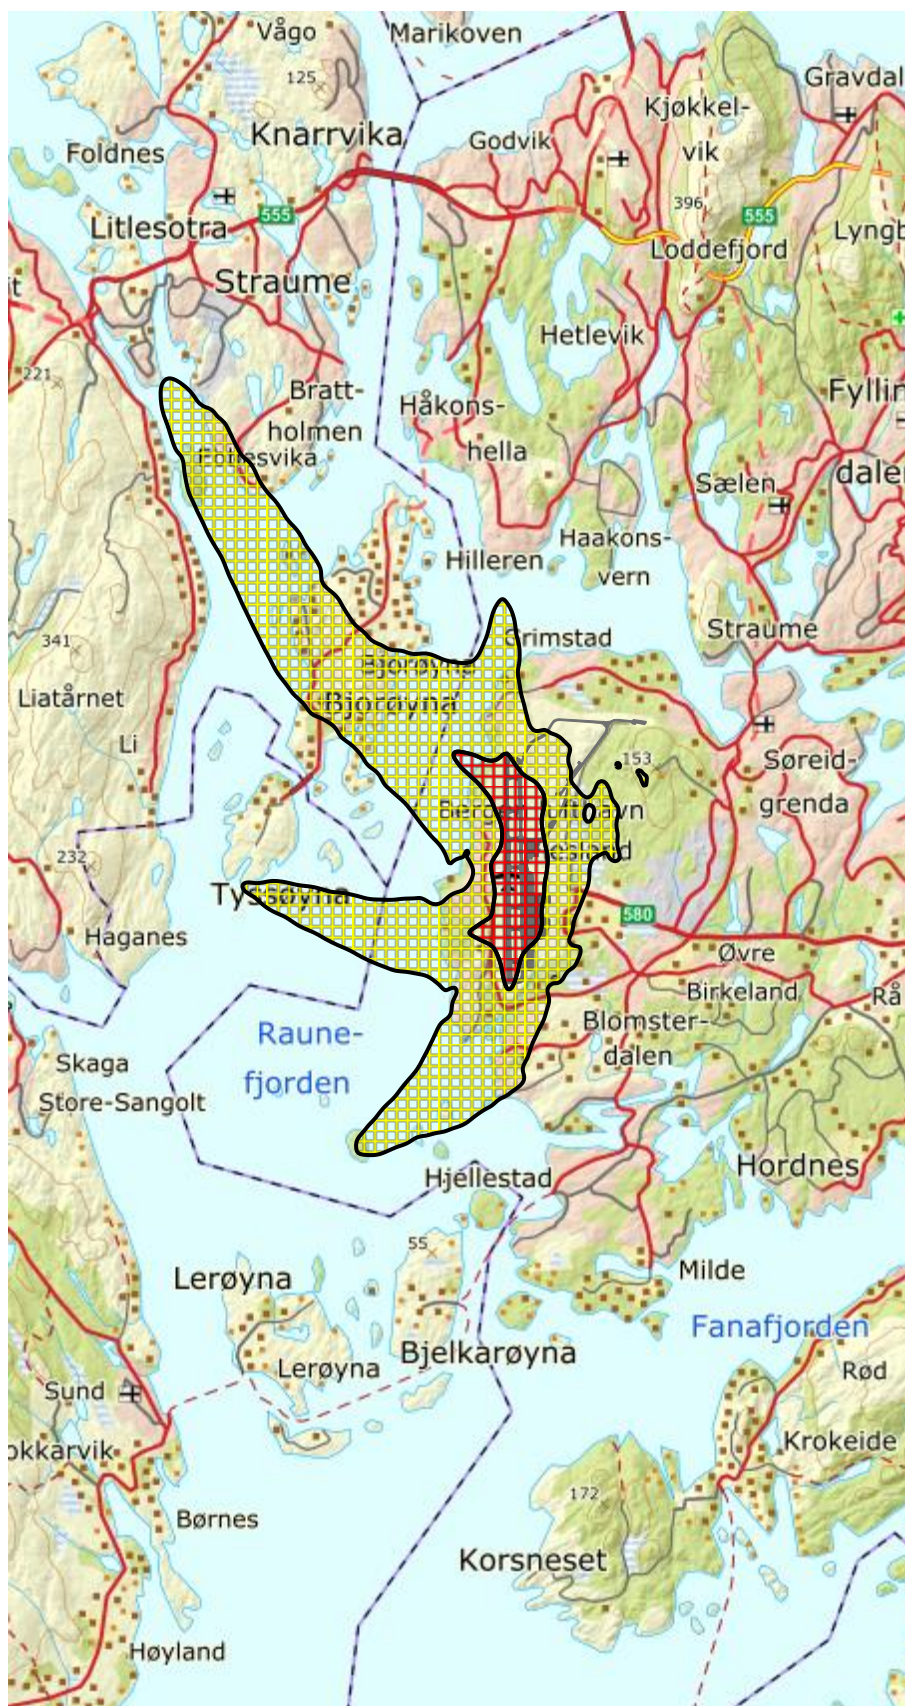 Vågo
Marikoven
125
Gravdal
Kjøkkel-
Knarrvika
Godvik
vik
Foldnes
396
555
555
Litlesotra
Loddefjord
Lyngb
Straume
t
Hetlevik
221
Bratt-
Håkons-
Fyllin
holmen
hella
dalen
Sælen
Haakons-
Hilleren
vern
Grimstad
Straume
341
Bjorøyna
Liatårnet
Bjorøyna
Li
153
Søreid-
grenda
232
Tyssøyna
580
Haganes
Øvre
Birkeland
Rå
Raune-
Blomster-
dalen
Skaga
fjorden
Store-Sangolt
Hordnes
Hjellestad
55
Lerøyna
Milde
Fanafjorden
Bjelkarøyna
Lerøyna
Rød
Sund
Krokeide
okkarvik
172
Børnes
Korsneset
Høyland